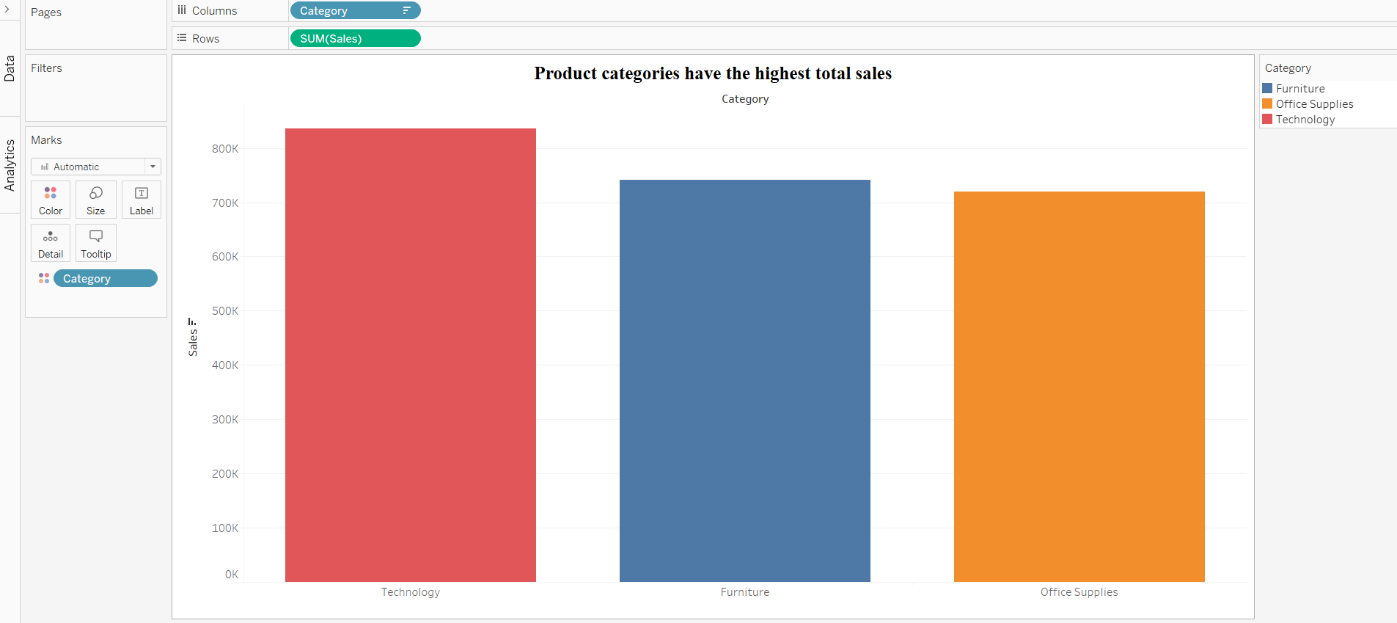 Pages
Columns
Category
Rows
SUM(Sales)
Data
Analytics
Filters
Marks
Automatic
Color
Size
Label
Detail
Tooltip
Category
Product categories have the highest total sales
Category
Sales
800K
700K
600K
500K
400K
300K
200K
100K
0K
Technology
Furniture
Office Supplies
Category
Furniture
Office Supplies
Technology